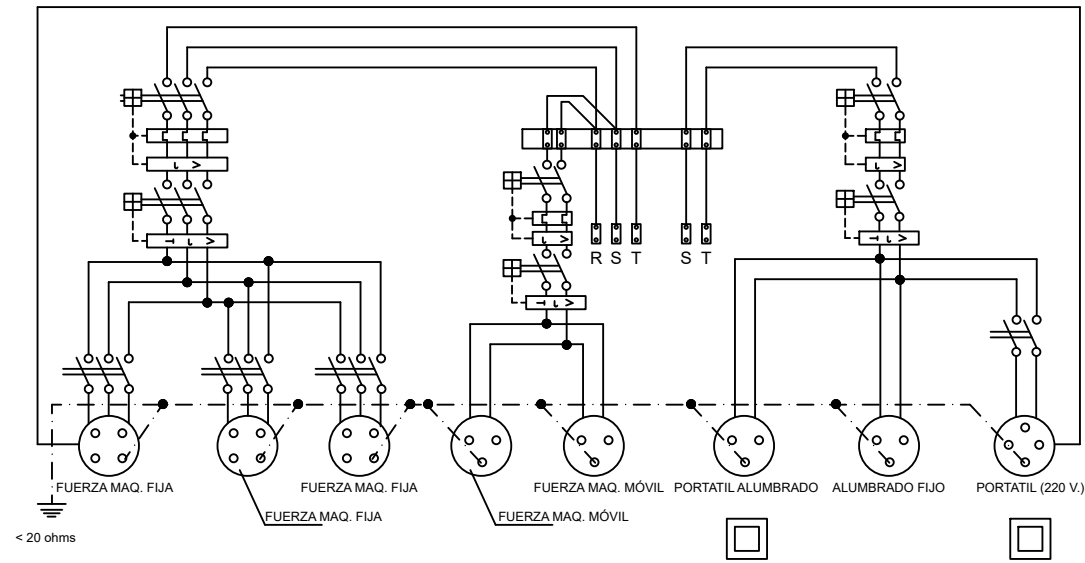 R S T S T
FUERZA MAQ. FIJA FUERZA MAQ. FIJA FUERZA MAQ. MÓVIL PORTATIL ALUMBRADO ALUMBRADO FIJO PORTATIL (220 V.)
FUERZA MAQ. FIJA FUERZA MAQ. MÓVIL
< 20 ohms